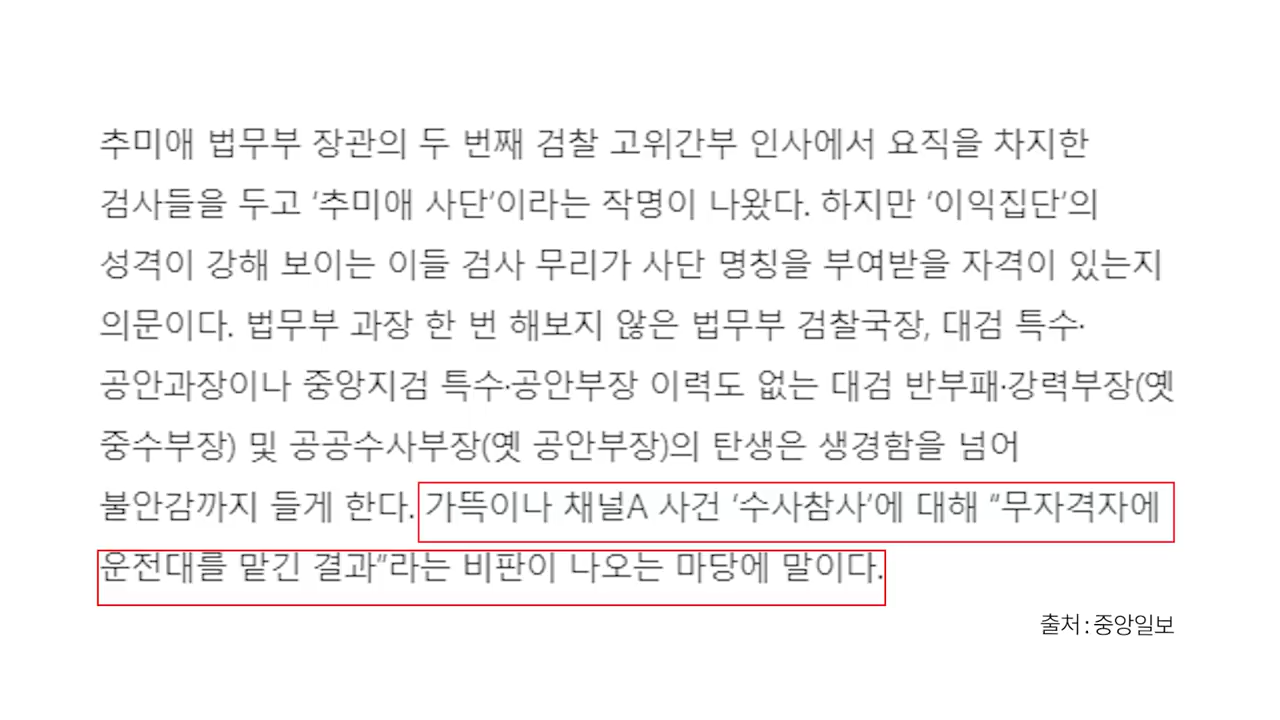 추미애 법무부 장관의 두 번째 검찰 고위간부 인사에서 요직을 차지한
검사들을 두고 ‘추미애 사단’이라는 작명이 나왔다. 하지만 ‘이익집단’의
성격이 강해 보이는 이들 검사 무리가 사단 명칭을 부여받을 자격이 있는지
의문이다. 법무부 과장 한 번 해보지 않은 법무부 검찰국장, 대검 특수·
공안과장이나 중앙지검 특수·공안부장 이력도 없는 대검 반부패·강력부장(옛
중수부장) 및 공공수사부장(옛 공안부장)의 탄생은 생경함을 넘어
불안감까지 들게 한다. 가뜩이나 채널A 사건 ‘수사참사’에 대해 “무자격자에
운전대를 맡긴 결과”라는 비판이 나오는 마당에 말이다.
출처 : 중앙일보